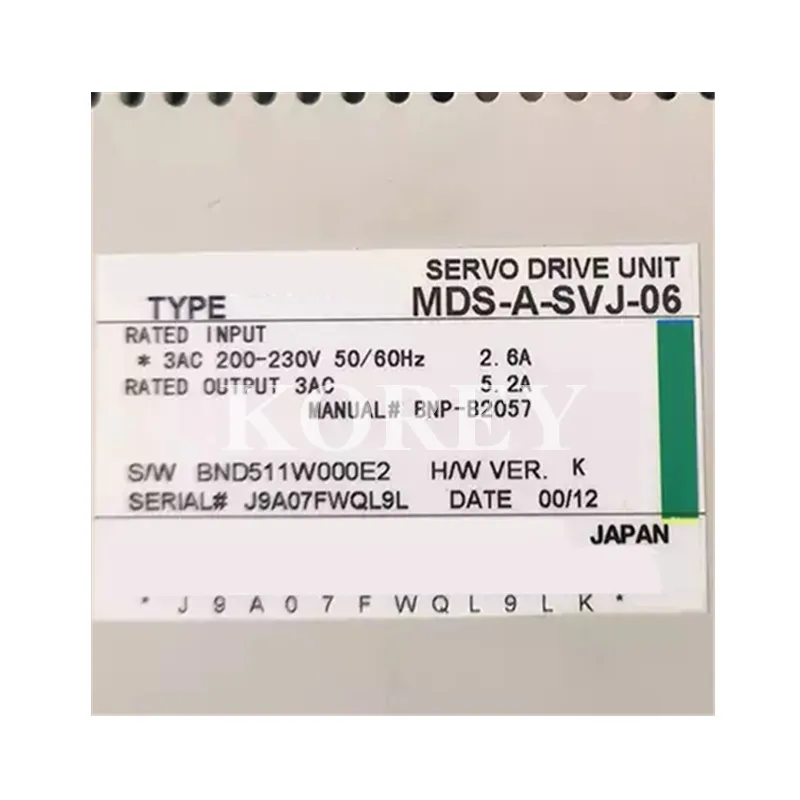 SERVO DRIVE UNIT
TYPE MDS-A-SVJ-06
RATED INPUT
* 3AC 200-230V 50/60Hz 2.6A
RATED OUTPUT 3AC 5.2A
MANUAL# BNP-B2057
KOREY
S/W BND511W000E2 H/W VER. K
SERIAL# J9A07FWQL9L DATE 00/12
JAPAN
* J 9 A 0 7 F W Q L 9 L K *